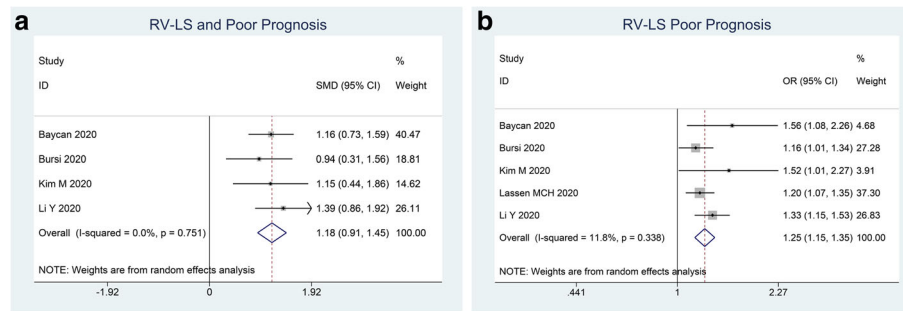 a
RV-LS and Poor Prognosis
Study %
ID SMD (95% CI) Weight
Baycan 2020 1.16 (0.73, 1.59) 40.47
Bursi 2020 0.94 (0.31, 1.56) 18.81
Kim M 2020 1.15 (0.44, 1.86) 14.62
Li Y 2020 1.39 (0.86, 1.92) 26.11
Overall (I-squared = 0.0%, p = 0.751) 1.18 (0.91, 1.45) 100.00
NOTE: Weights are from random effects analysis
-1.92 0 1.92
b
RV-LS Poor Prognosis
Study %
ID OR (95% CI) Weight
Baycan 2020 1.56 (1.08, 2.26) 4.68
Bursi 2020 1.16 (1.01, 1.34) 27.28
Kim M 2020 1.52 (1.01, 2.27) 3.91
Lassen MCH 2020 1.20 (1.07, 1.35) 37.30
Li Y 2020 1.33 (1.15, 1.53) 26.83
Overall (I-squared = 11.8%, p = 0.338) 1.25 (1.15, 1.35) 100.00
NOTE: Weights are from random effects analysis
.441 1 2.27